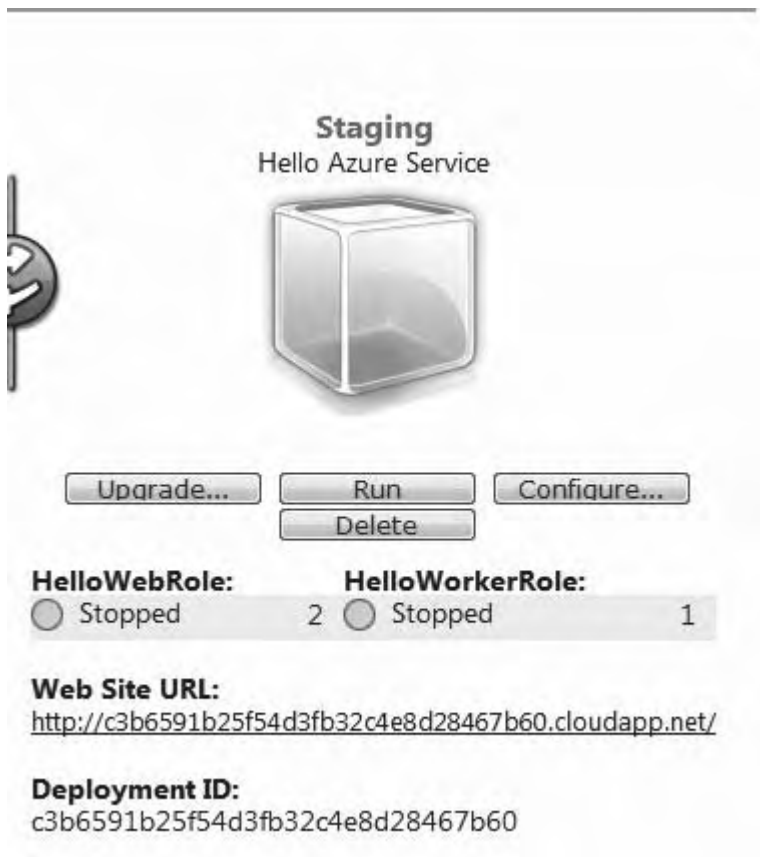 Staging
Hello Azure Service
Upgrade... Run Configure...
Delete
HelloWebRole: HelloWorkerRole:
Stopped 2 Stopped 1
Web Site URL:
http://c3b6591b25f54d3fb32c4e8d28467b60.cloudapp.net/
Deployment ID:
c3b6591b25f54d3fb32c4e8d28467b60